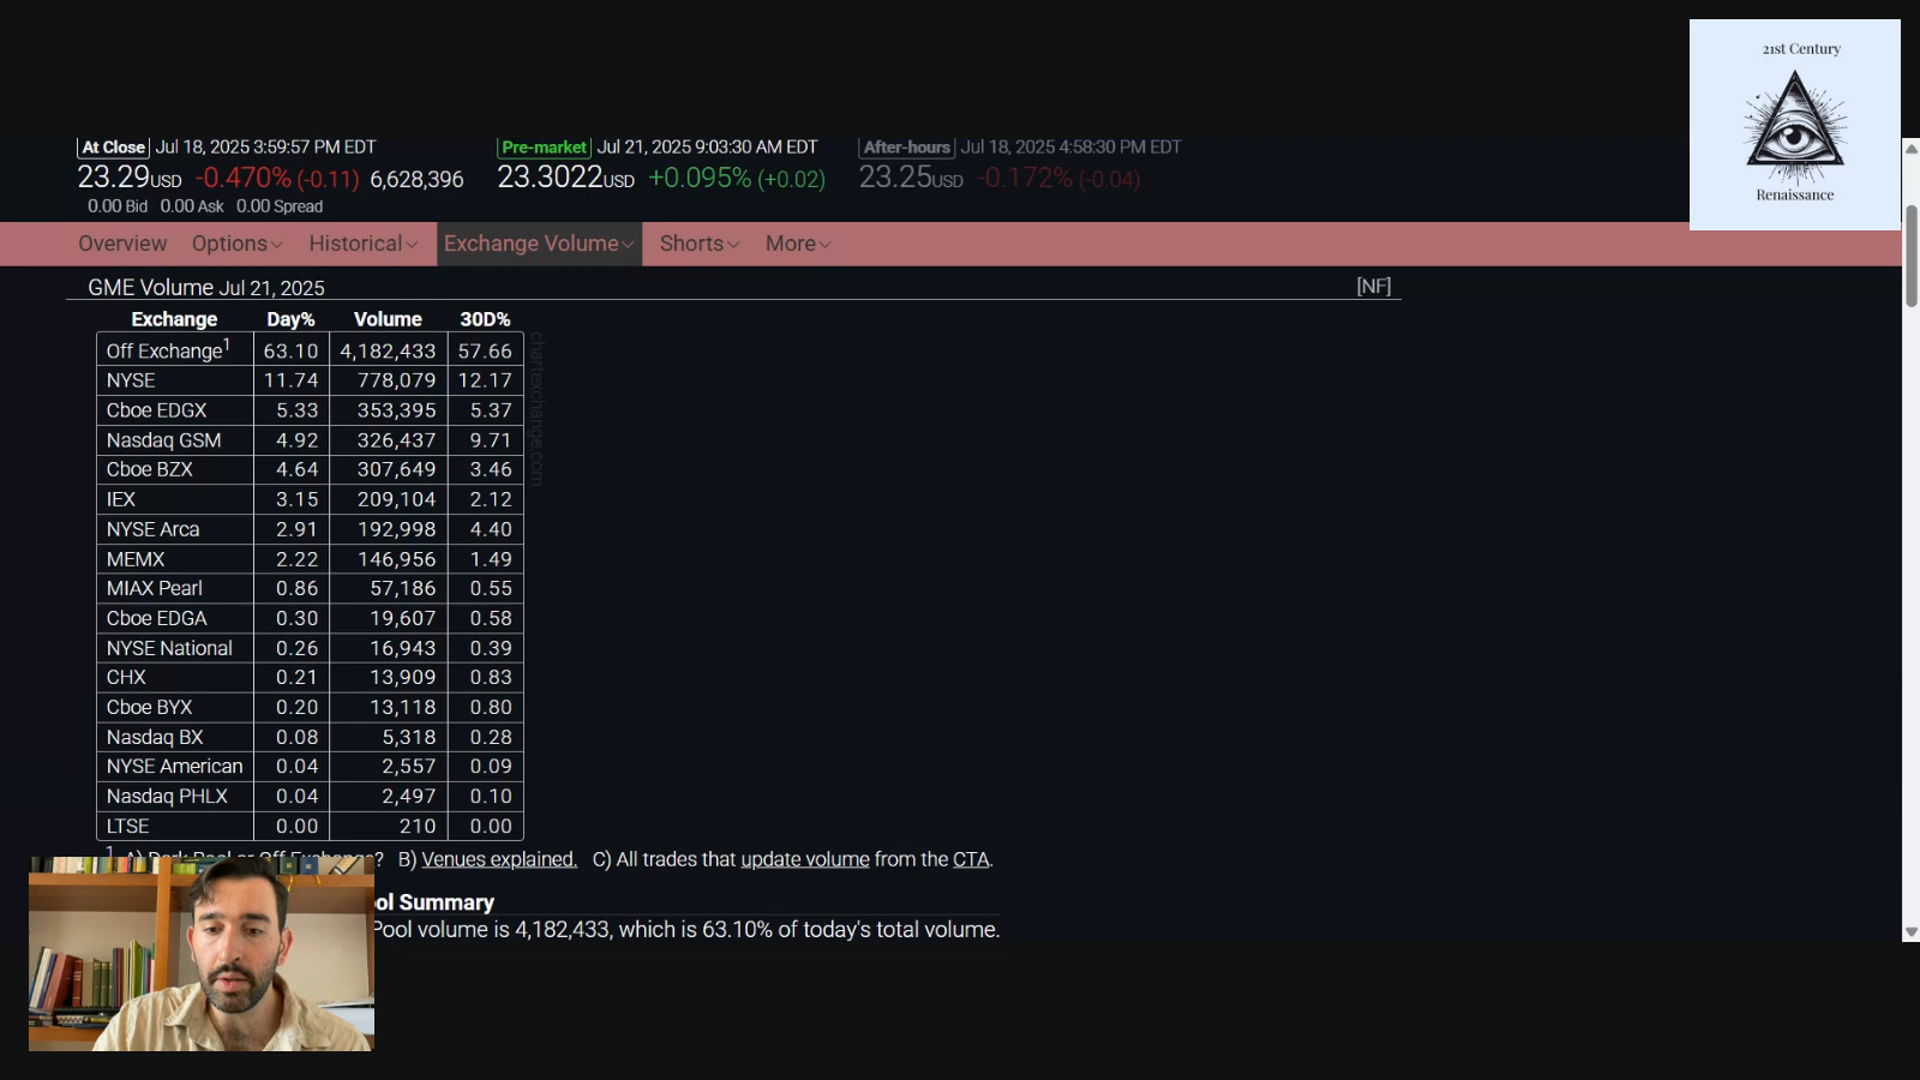 21st Century
Renaissance
At Close Jul 18, 2025 3:59:57 PM EDT
23.29USD -0.470% (-0.11) 6,628,396
0.00 Bid 0.00 Ask 0.00 Spread
Pre-market Jul 21, 2025 9:03:30 AM EDT
23.3022USD +0.095% (+0.02)
After-hours Jul 18, 2025 4:58:30 PM EDT
23.25USD -0.172% (-0.04)
Overview Options Historical Exchange Volume Shorts More
GME Volume Jul 21, 2025 [NF]
Exchange Day% Volume 30D%
Off Exchange1 63.10 4,182,433 57.66
NYSE 11.74 778,079 12.17
Cboe EDGX 5.33 353,395 5.37
Nasdaq GSM 4.92 326,437 9.71
Cboe BZX 4.64 307,649 3.46
IEX 3.15 209,104 2.12
NYSE Arca 2.91 192,998 4.40
MEMX 2.22 146,956 1.49
MIAX Pearl 0.86 57,186 0.55
Cboe EDGA 0.30 19,607 0.58
NYSE National 0.26 16,943 0.39
CHX 0.21 13,909 0.83
Cboe BYX 0.20 13,118 0.80
Nasdaq BX 0.08 5,318 0.28
NYSE American 0.04 2,557 0.09
Nasdaq PHLX 0.04 2,497 0.10
LTSE 0.00 210 0.00
chartexchange.com
1 A) Dark Pool or Off Exchange? B) Venues explained. C) All trades that update volume from the CTA.
ol Summary
Pool volume is 4,182,433, which is 63.10% of today's total volume.